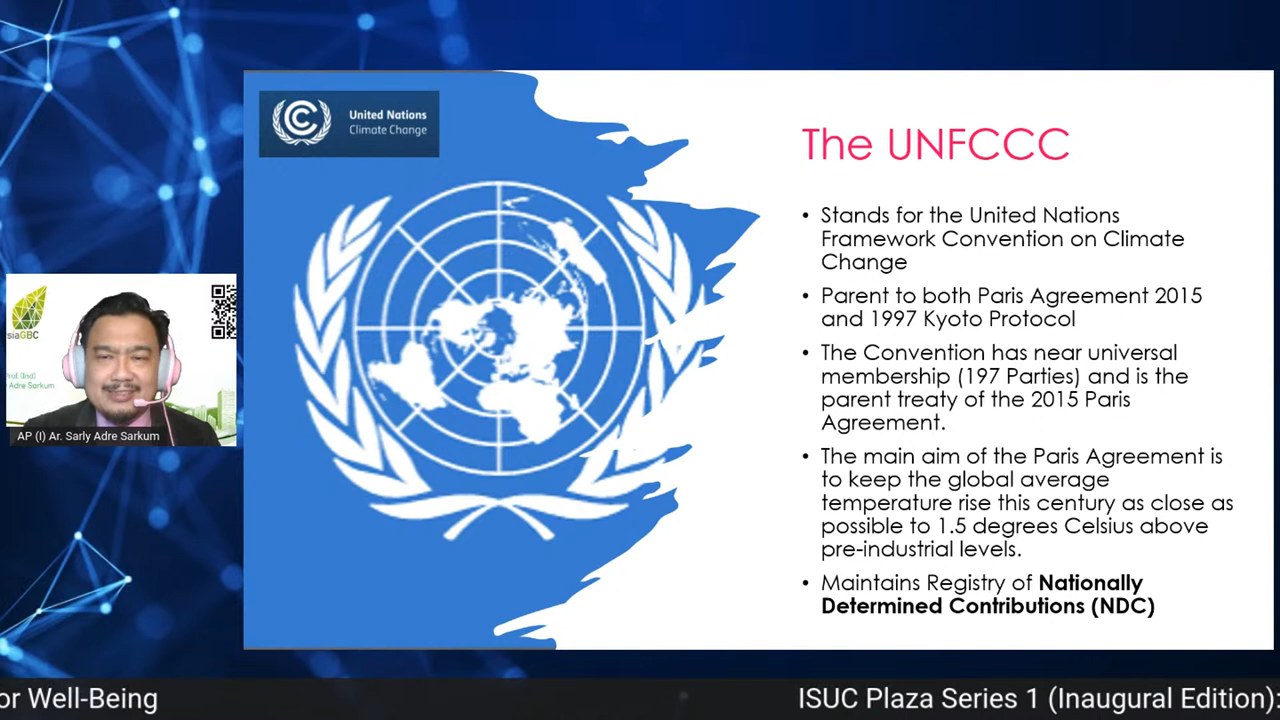 United Nations
Climate Change
The UNFCCC
• Stands for the United Nations
Framework Convention on Climate
Change
• Parent to both Paris Agreement 2015
and 1997 Kyoto Protocol
• The Convention has near universal
membership (197 Parties) and is the
parent treaty of the 2015 Paris
Agreement.
• The main aim of the Paris Agreement is
to keep the global average
temperature rise this century as close as
possible to 1.5 degrees Celsius above
pre-industrial levels.
• Maintains Registry of Nationally
Determined Contributions (NDC)
siaGBC
Prof. (Ind)
Adre Sarkum
AP (I) Ar. Sarly Adre Sarkum
or Well-Being
ISUC Plaza Series 1 (Inaugural Edition):